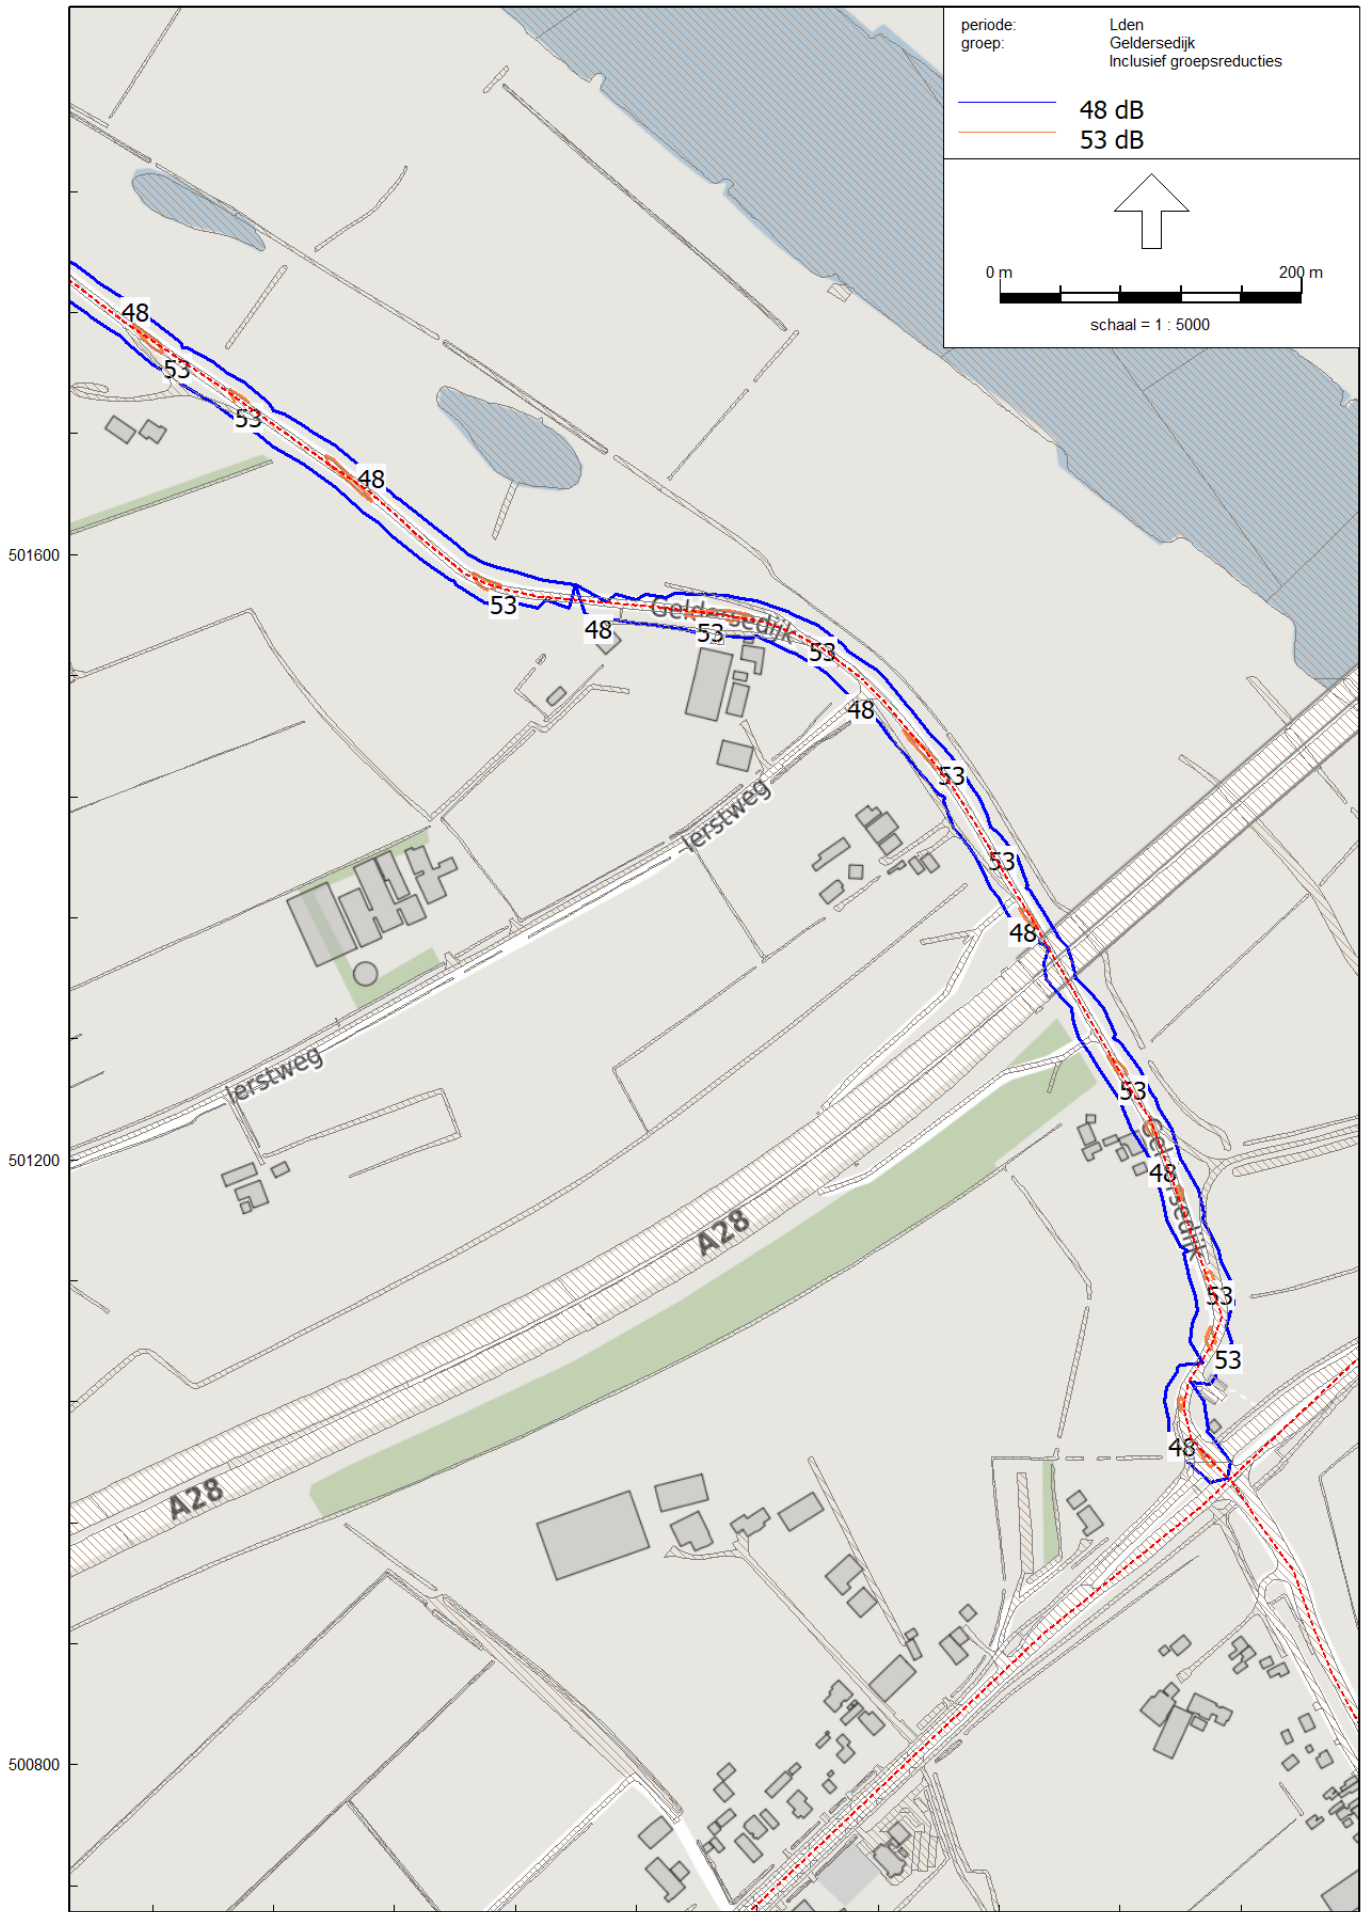 periode: Lden
groep: Geldersedijk
Inclusief groepsreducties
48 dB
53 dB
0 m 200 m
schaal = 1 : 5000
48
53
53
48
501600
53
48
Geldersedijk
53
53
48
53
Ierstweg
53
48
Ierstweg
53
Geldersedijk
501200
48
A28
53
53
48
A28
500800